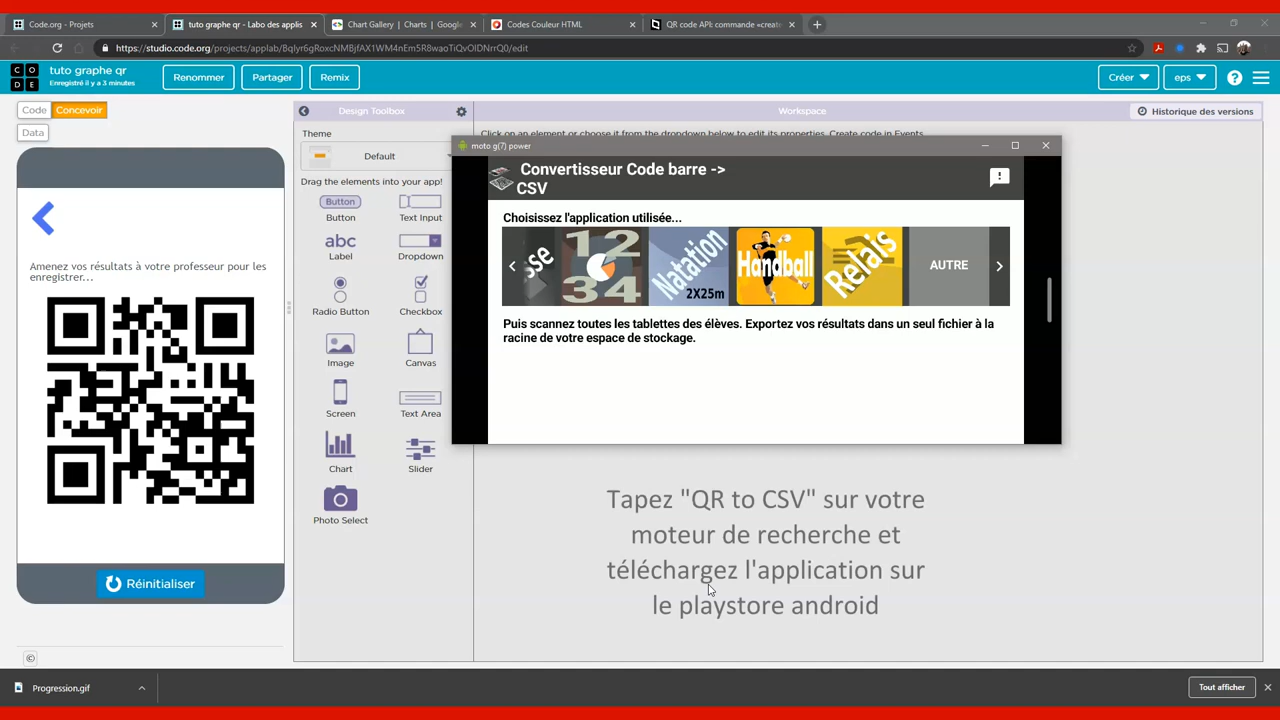 Code.org - Projets
tuto graphe qr - Labo des applis
Chart Gallery | Charts | Google
Codes Couleur HTML
QR code API: commande «create
https://studio.code.org/projects/applab/Bqlyr6gRoxcNMBjfAX1WM4nEm5R8waoTiQvOlDNrrQ0/edit
C O
D E
tuto graphe qr
Enregistré il y a 3 minutes
Renommer
Partager
Remix
Créer
eps
Code
Concevoir
Data
Design Toolbox
Workspace
Historique des versions
Theme
Default
Click on an element or choose it from the dropdown below to edit its properties. Create code in Events.
Drag the elements into your app!
Button
Button
Text Input
abc
Label
Dropdown
Radio Button
Checkbox
Image
Canvas
Screen
Text Area
Chart
Slider
Photo Select
Amenez vos résultats à votre professeur pour les
enregistrer...
Réinitialiser
moto g(7) power
Convertisseur Code barre ->
CSV
Choisissez l'application utilisée...
sse
12
34
Natation
2X25m
Handball
Relais
AUTRE
Puis scannez toutes les tablettes des élèves. Exportez vos résultats dans un seul fichier à la
racine de votre espace de stockage.
Tapez "QR to CSV" sur votre
moteur de recherche et
téléchargez l'application sur
le playstore android
Progression.gif
Tout afficher